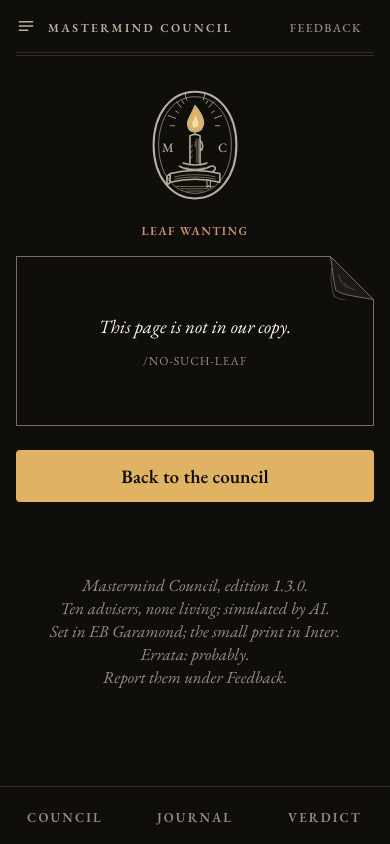 MASTERMIND COUNCIL
FEEDBACK
M C
LEAF WANTING
This page is not in our copy.
/NO-SUCH-LEAF
Back to the council
Mastermind Council, edition 1.3.0.
Ten advisers, none living; simulated by AI.
Set in EB Garamond; the small print in Inter.
Errata: probably.
Report them under Feedback.
COUNCIL
JOURNAL
VERDICT